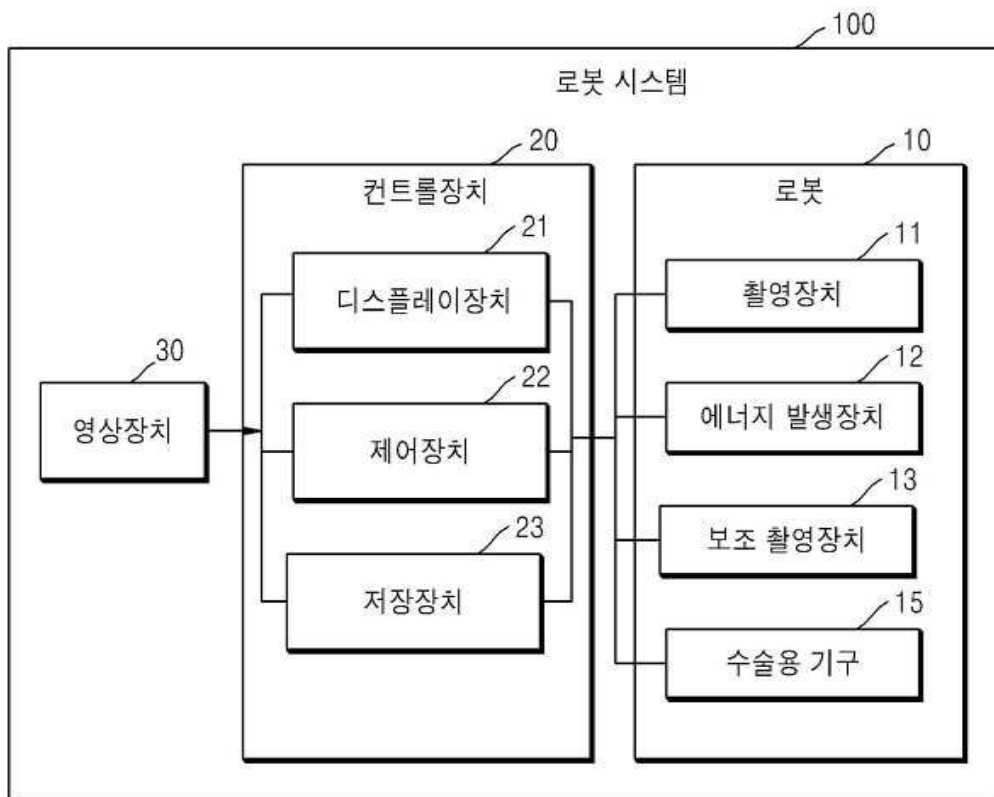 100
로봇 시스템
20
컨트롤장치
21
디스플레이장치
22
제어장치
23
저장장치
30
영상장치
10
로봇
11
촬영장치
12
에너지 발생장치
13
보조 촬영장치
15
수술용 기구